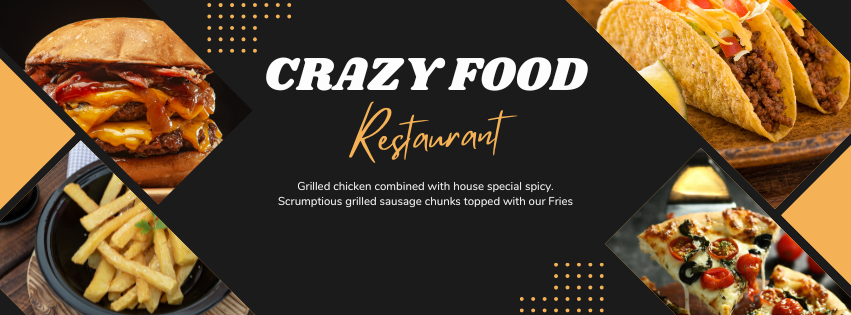 CRAZY FOOD
Restaurant
Grilled chicken combined with house special spicy.
Scrumptious grilled sausage chunks topped with our Fries